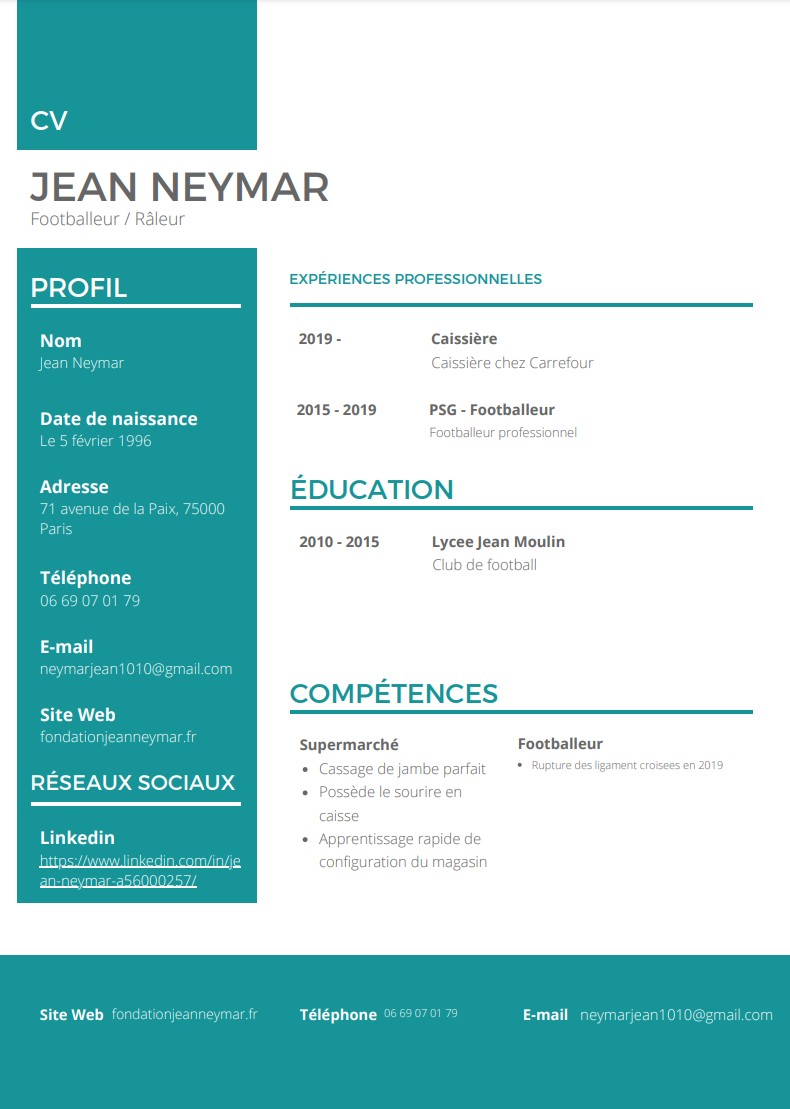 CV
JEAN NEYMAR
Footballeur / Râleur
PROFIL
Nom
Jean Neymar
Date de naissance
Le 5 février 1996
Adresse
71 avenue de la Paix, 75000
Paris
Téléphone
06 69 07 01 79
E-mail
neymarjean1010@gmail.com
Site Web
fondationjeanneymar.fr
RÉSEAUX SOCIAUX
Linkedin
https://www.linkedin.com/in/je
an-neymar-a56000257/
EXPÉRIENCES PROFESSIONNELLES
2019 - Caissière
Caissière chez Carrefour
2015 - 2019 PSG - Footballeur
Footballeur professionnel
ÉDUCATION
2010 - 2015 Lycee Jean Moulin
Club de football
COMPÉTENCES
Supermarché
• Cassage de jambe parfait
• Possède le sourire en
caisse
• Apprentissage rapide de
configuration du magasin
Footballeur
• Rupture des ligament croisees en 2019
Site Web fondationjeanneymar.fr Téléphone 06 69 07 01 79 E-mail neymarjean1010@gmail.com